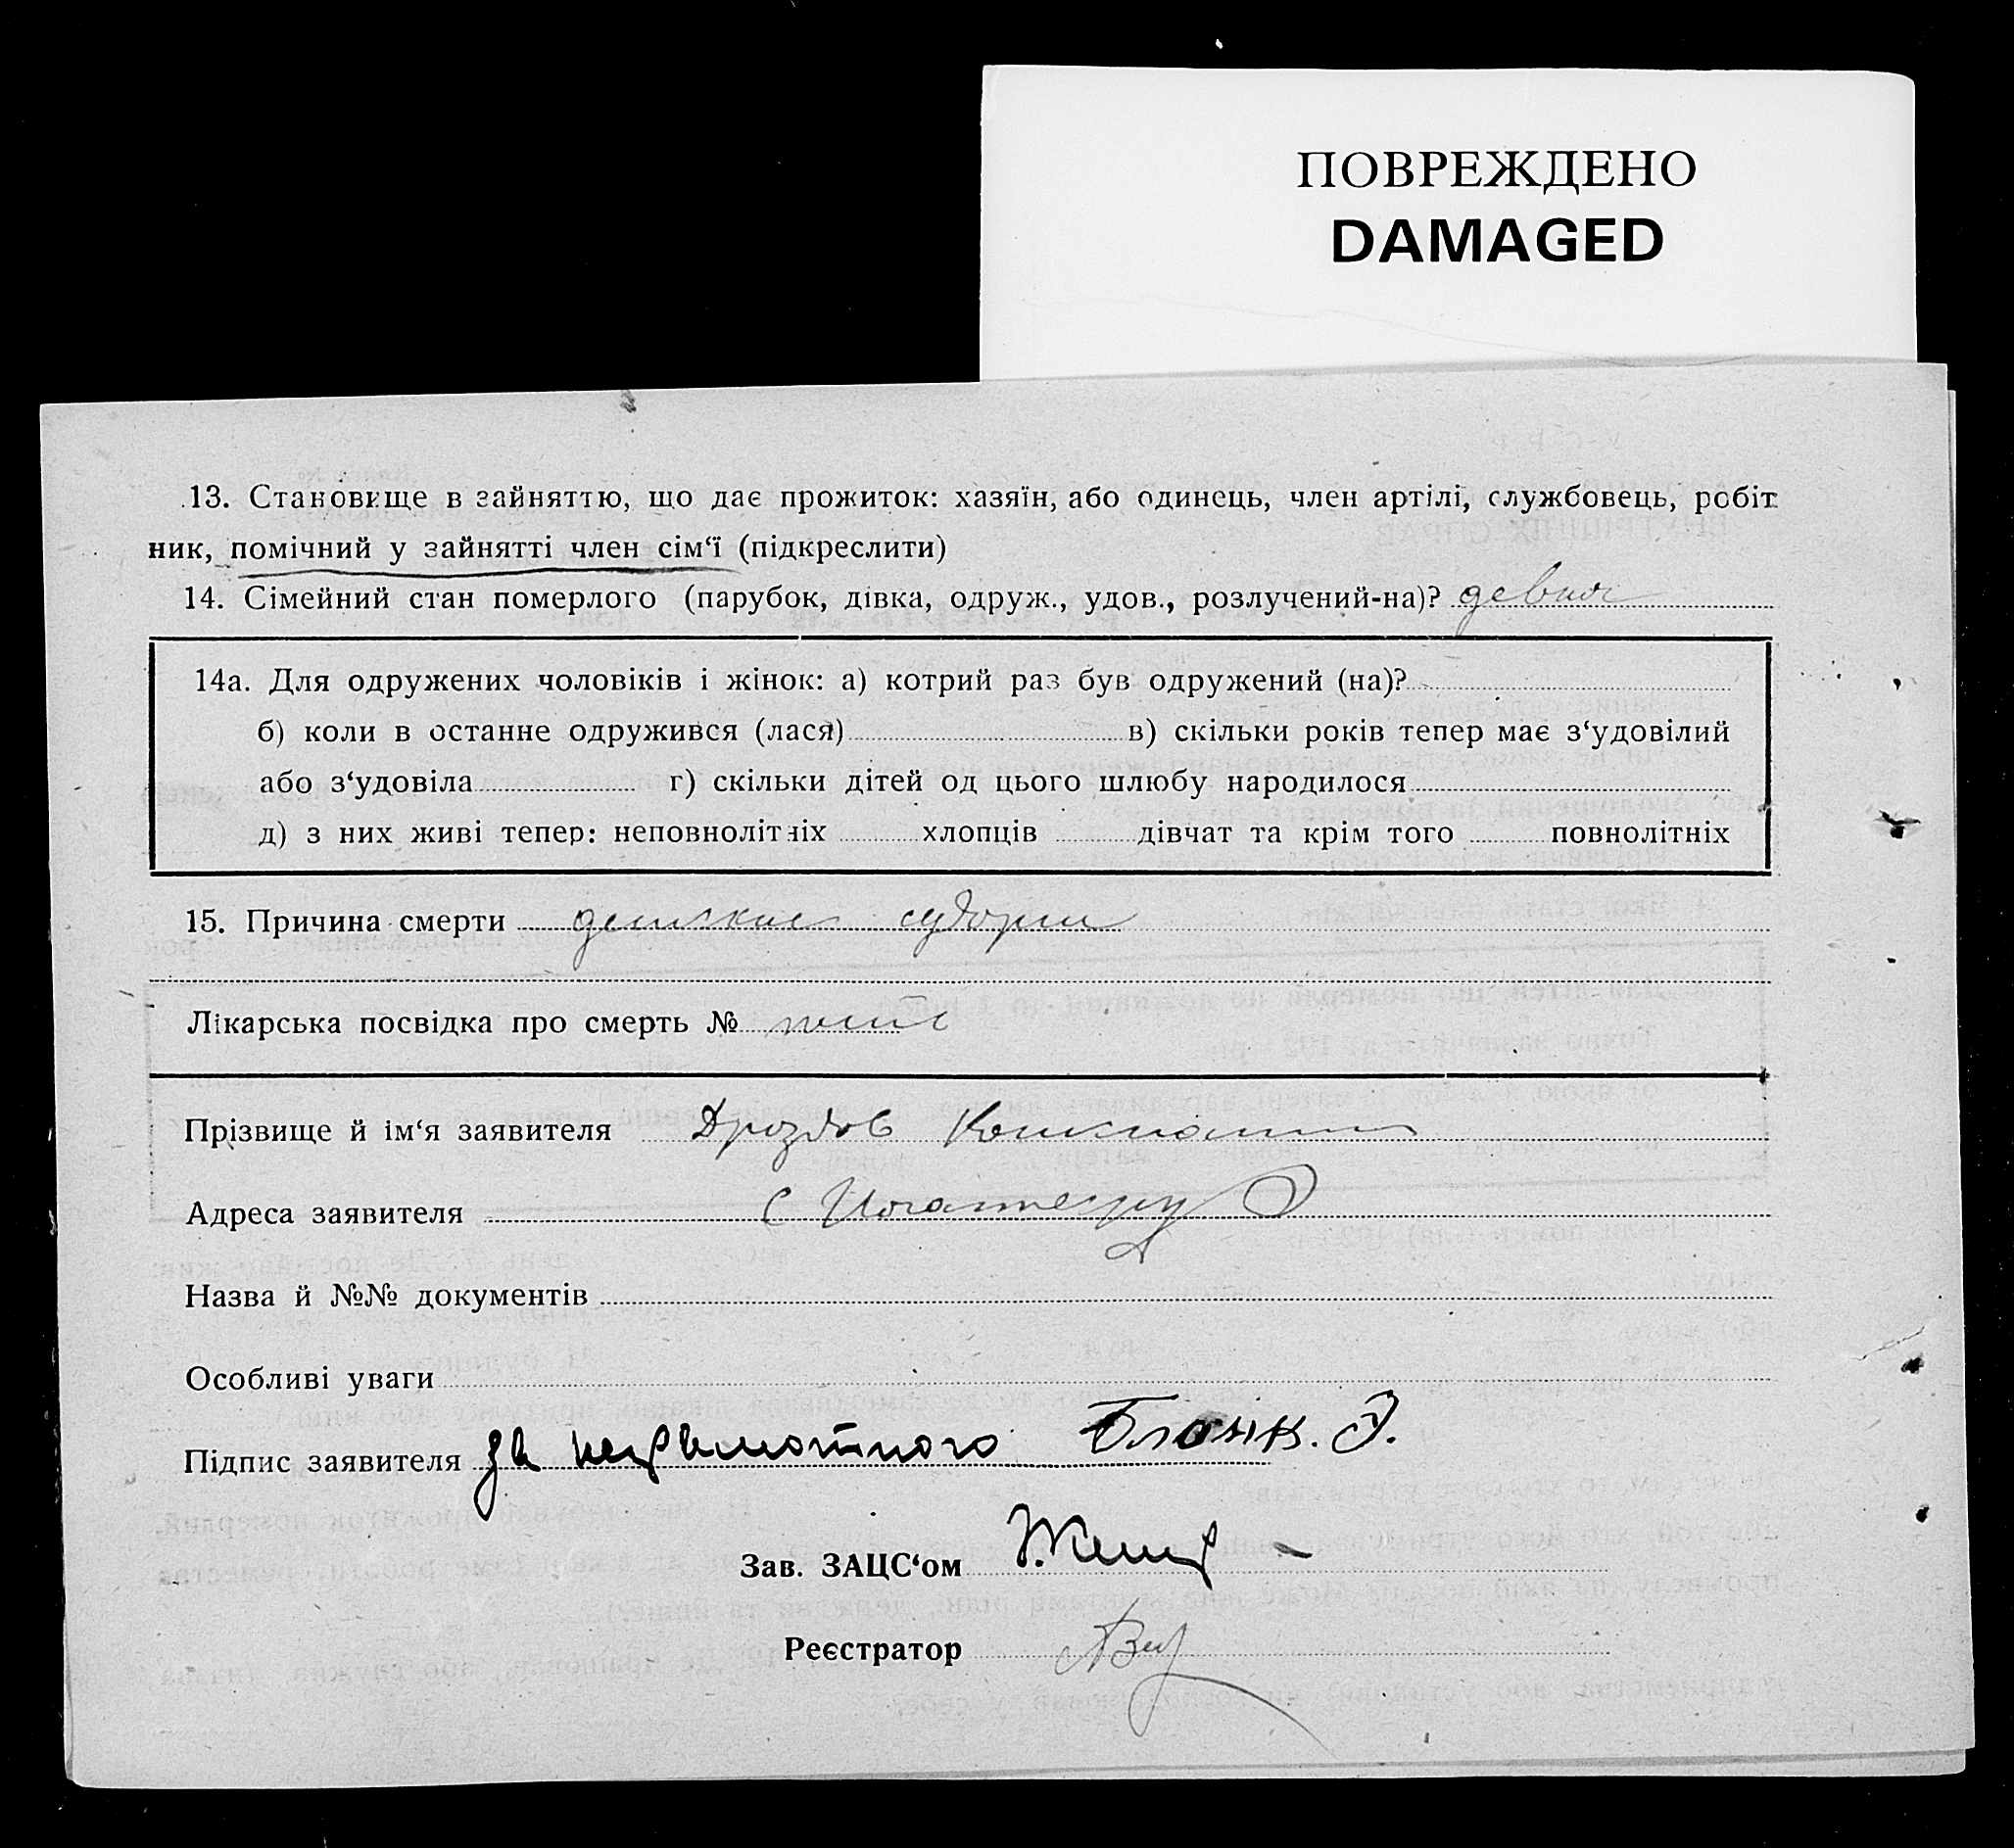 ПОВРЕЖДЕНО
DAMAGED
13. Становище в зайняттю, що дає прожиток: хазяїн, або одинець, член артілі, службовець, робіт
ник, помічний у зайнятті член сім‘ї (підкреслити)
14. Сімейний стан померлого (парубок, дівка, одруж., удов., розлучений-на)?
14а. Для одружених чоловіків і жінок: а) котрий раз був одружений (на)?
б) коли в останне одружився (лася) в) скільки років тепер має з‘удовілий
або з‘удовіла г) скільки дітей од цього шлюбу народилося
д) з них живі тепер: неповнолітніх хлопців дівчат та крім того повнолітніх
15. Причина смерти детские судорги
Лікарська посвідка про смерть №
Прізвище й ім‘я заявителя Дроздов
Адреса заявителя с
Назва й №№ документів
Особливі уваги
Підпис заявителя за неграмотного Бланк. Э.
Зав. ЗАЦС‘ом
Реєстратор